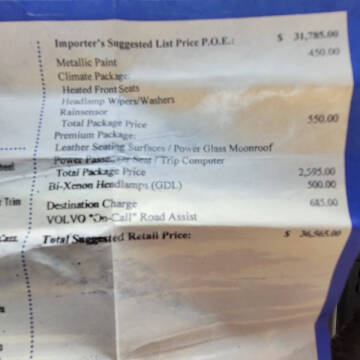 Importer's Suggested List Price P.O.E.: $ 31,785.00
Metallic Paint 450.00
Climate Package:
Heated Front Seats
Headlamp Wipers/Washers
Rainsensor
Total Package Price 550.00
Premium Package:
Leather Seating Surfaces / Power Glass Moonroof
Power Seat / Trip Computer
Total Package Price 2,595.00
Bi-Xenon Headlamps (GDL) 500.00
Destination Charge 685.00
VOLVO "On-Call" Road Assist
Total Suggested Retail Price: $ 36,565.00
Trim